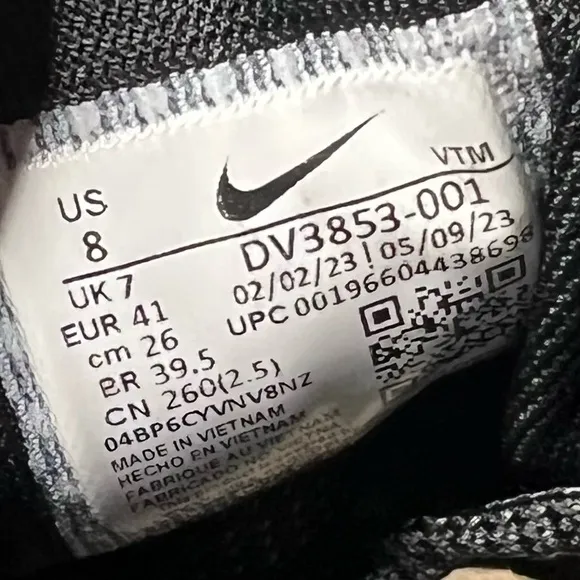 VTM
US
8
DV3853-001
UK 7
02/02/23 | 05/09/23
EUR 41
UPC 00196604438698
cm 26
BR 39.5
CN 260(2.5)
04BP6CYVNV8NZ
MADE IN VIETNAM
HECHO EN VIETNAM
FABRIQUE AU VIETNAM
FABRICADO